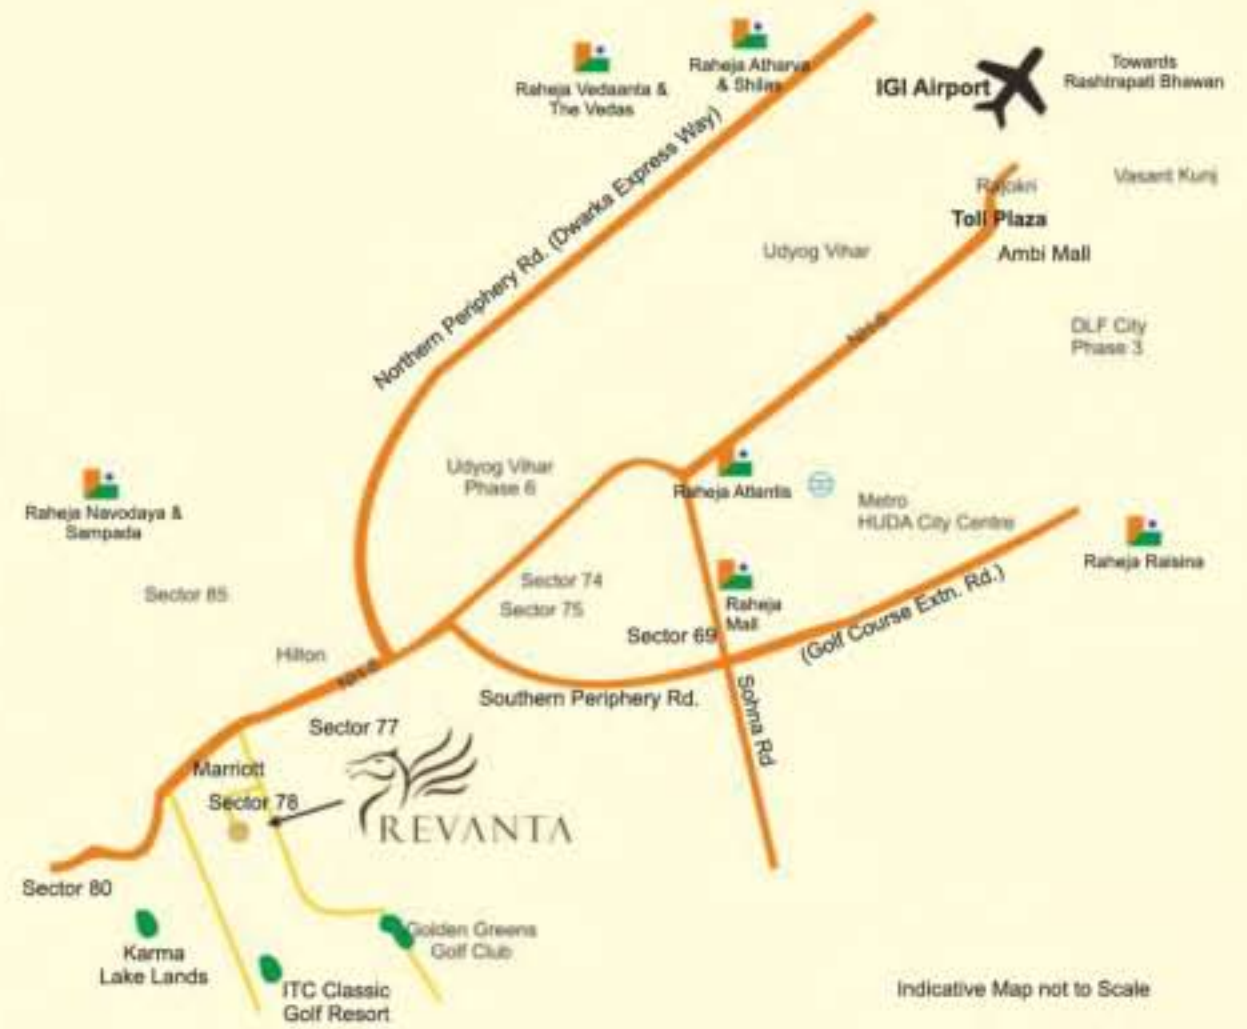 Raheja Vedaanta &
The Vedas
Raheja Atharva
& Shilas
IGI Airport
Towards
Rashtrapati Bhawan
Northern Periphery Rd. (Dwarka Express Way)
Rajokri
Vasant Kunj
Toll Plaza
Udyog Vihar
Ambi Mall
NH-8
DLF City
Phase 3
Udyog Vihar
Phase 6
Raheja Atlantis
Metro
HUDA City Centre
Raheja Navodaya &
Sampada
Raheja Raisina
Sector 85
Sector 74
Sector 75
Raheja
Mall
Sector 69
(Golf Course Extn. Rd.)
Hilton
NH-8
Southern Periphery Rd.
Sohna Rd
Sector 77
Marriott
Sector 78
REVANTA
Sector 80
Karma
Lake Lands
Golden Greens
Golf Club
ITC Classic
Golf Resort
Indicative Map not to Scale